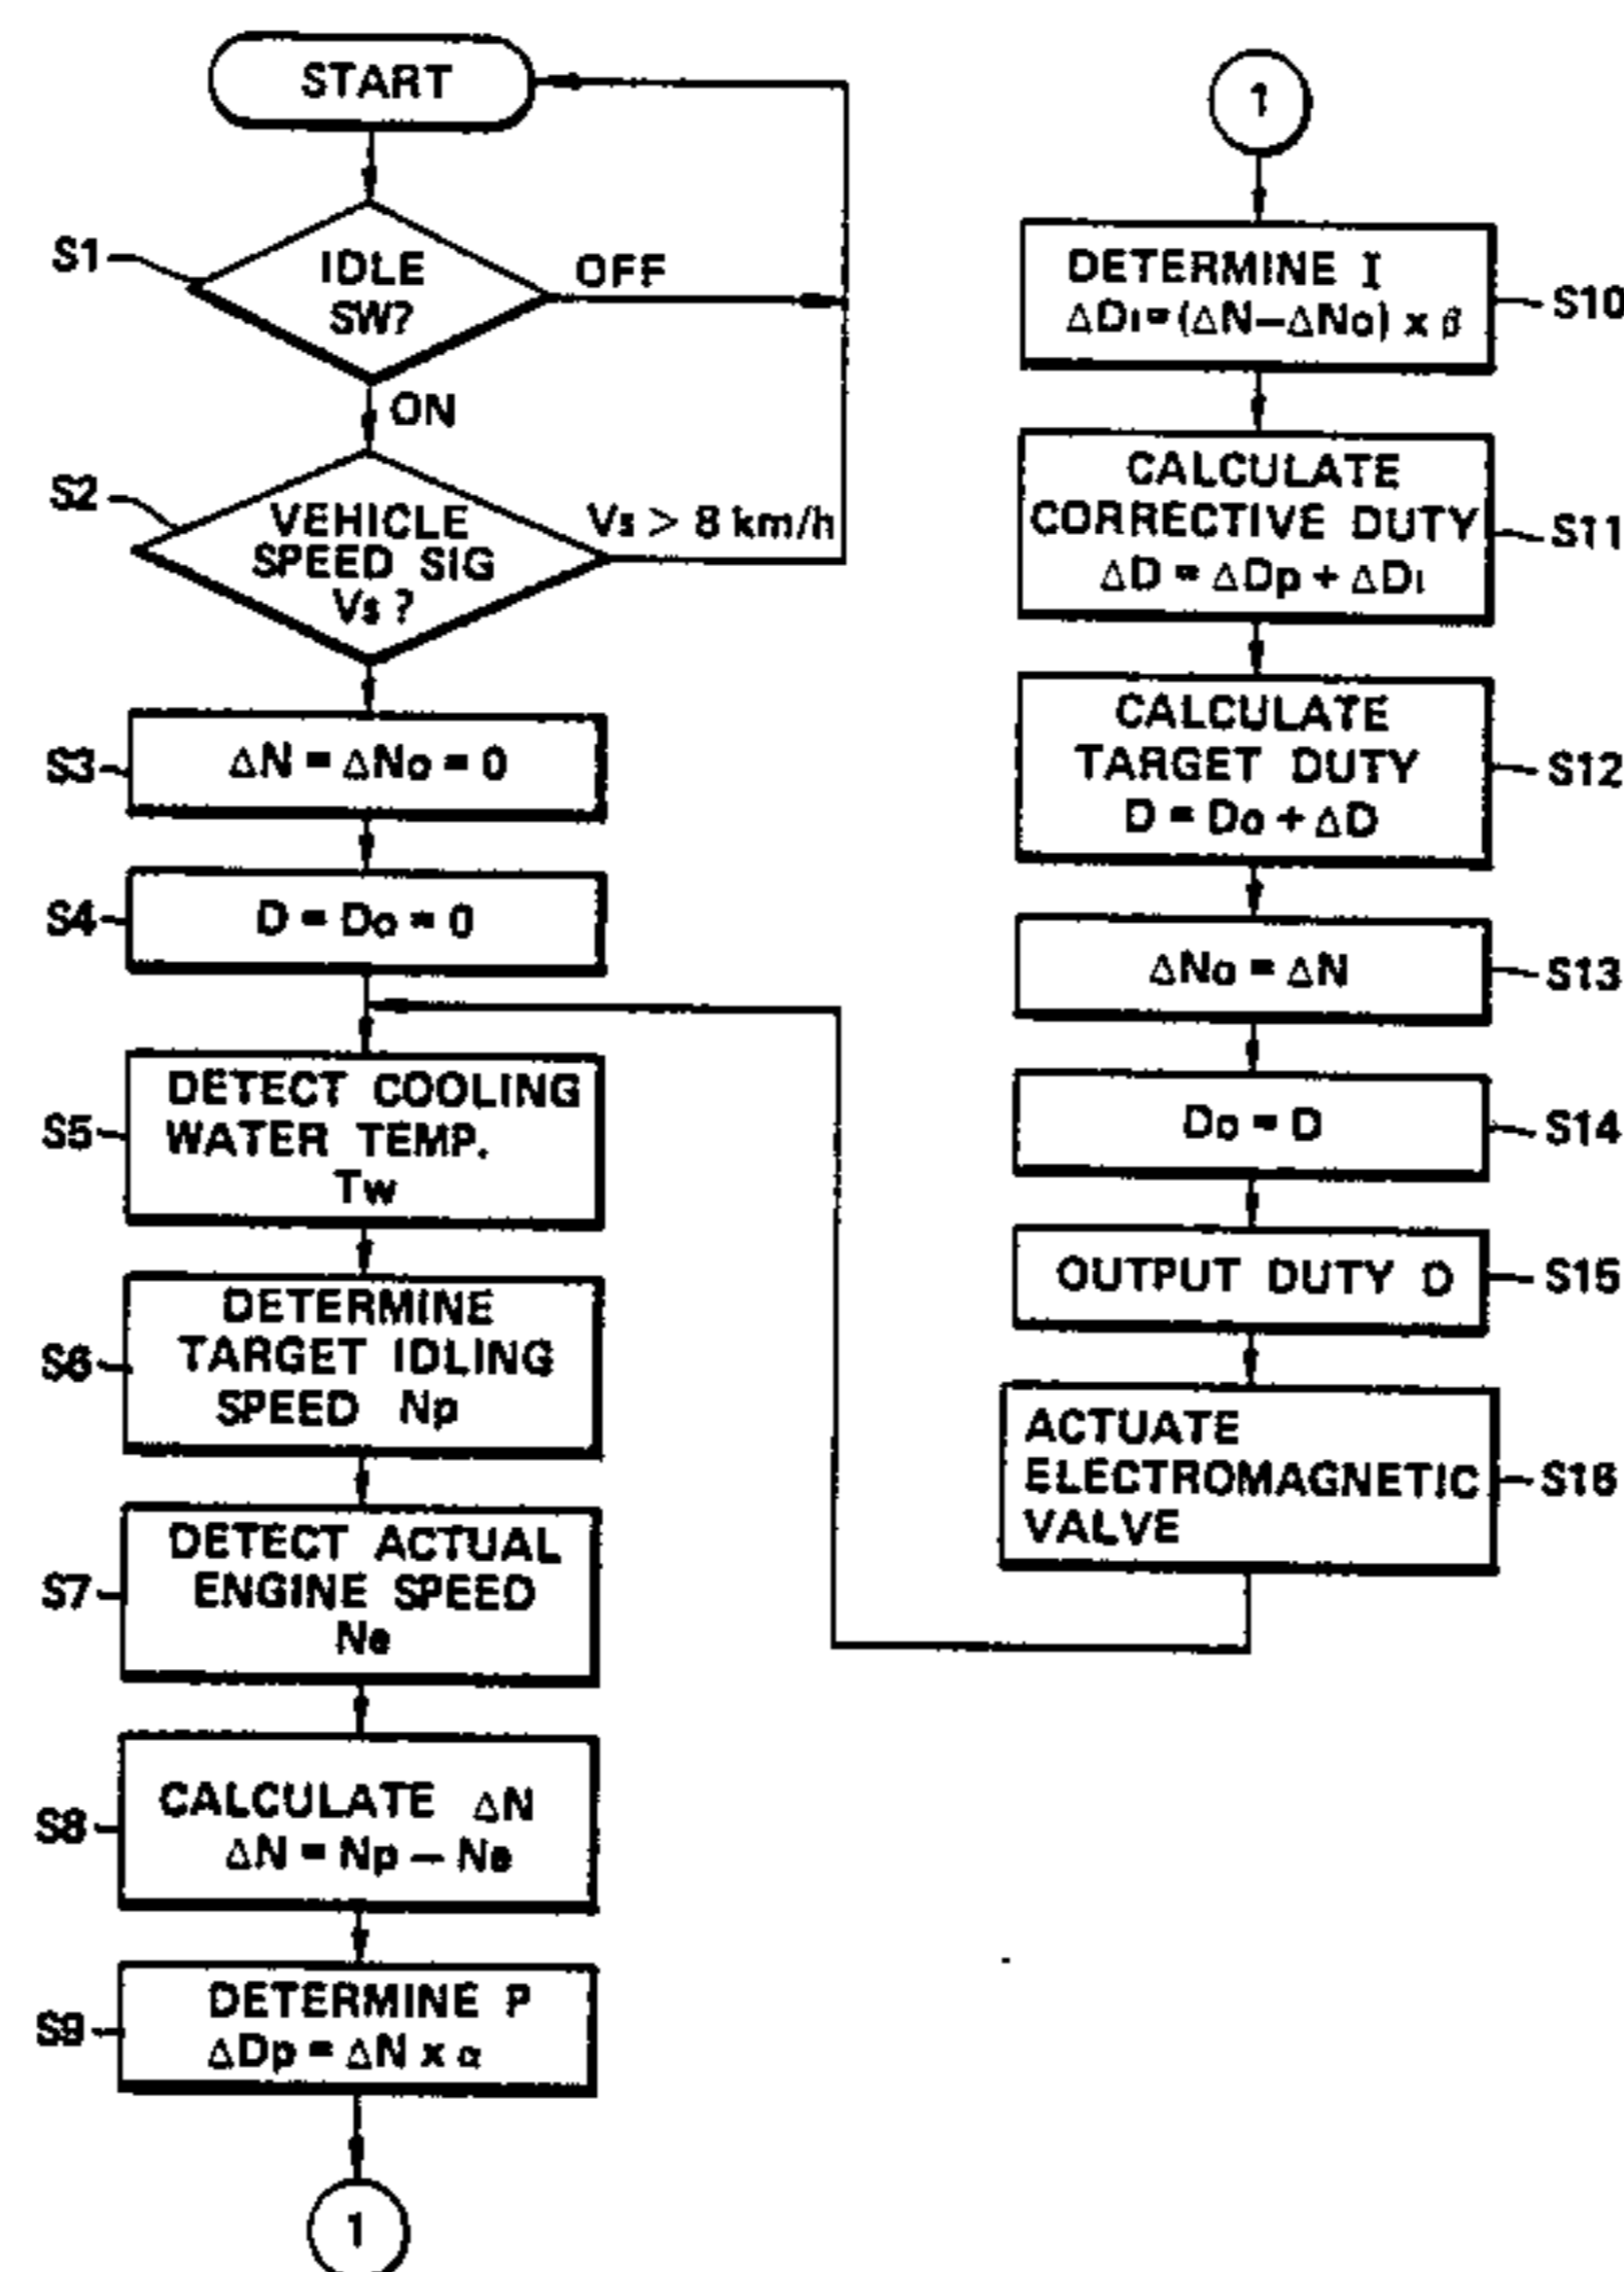 START
S1
IDLE
SW?
OFF
ON
S2
VEHICLE
SPEED SIG
Vs ?
Vs > 8 km/h
S3
ΔN = ΔNo = 0
S4
D = Do = 0
S5
DETECT COOLING
WATER TEMP.
Tw
S6
DETERMINE
TARGET IDLING
SPEED Np
S7
DETECT ACTUAL
ENGINE SPEED
Ne
S8
CALCULATE ΔN
ΔN = Np – Ne
S9
DETERMINE P
ΔDp = ΔN x α
1
1
DETERMINE I
ΔDI = (ΔN–ΔNo) x β
S10
CALCULATE
CORRECTIVE DUTY
ΔD = ΔDp + ΔDI
S11
CALCULATE
TARGET DUTY
D = Do + ΔD
S12
ΔNo = ΔN
S13
Do = D
S14
OUTPUT DUTY D
S15
ACTUATE
ELECTROMAGNETIC
VALVE
S16